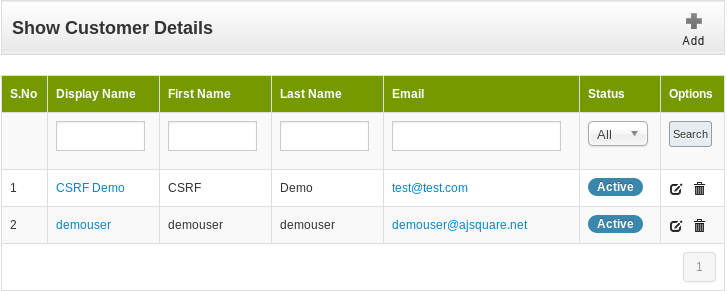 Show Customer Details
Add
S.No Display Name First Name Last Name Email Status Options
All Search
1 CSRF Demo CSRF Demo test@test.com Active
2 demouser demouser demouser demouser@ajsquare.net Active
1